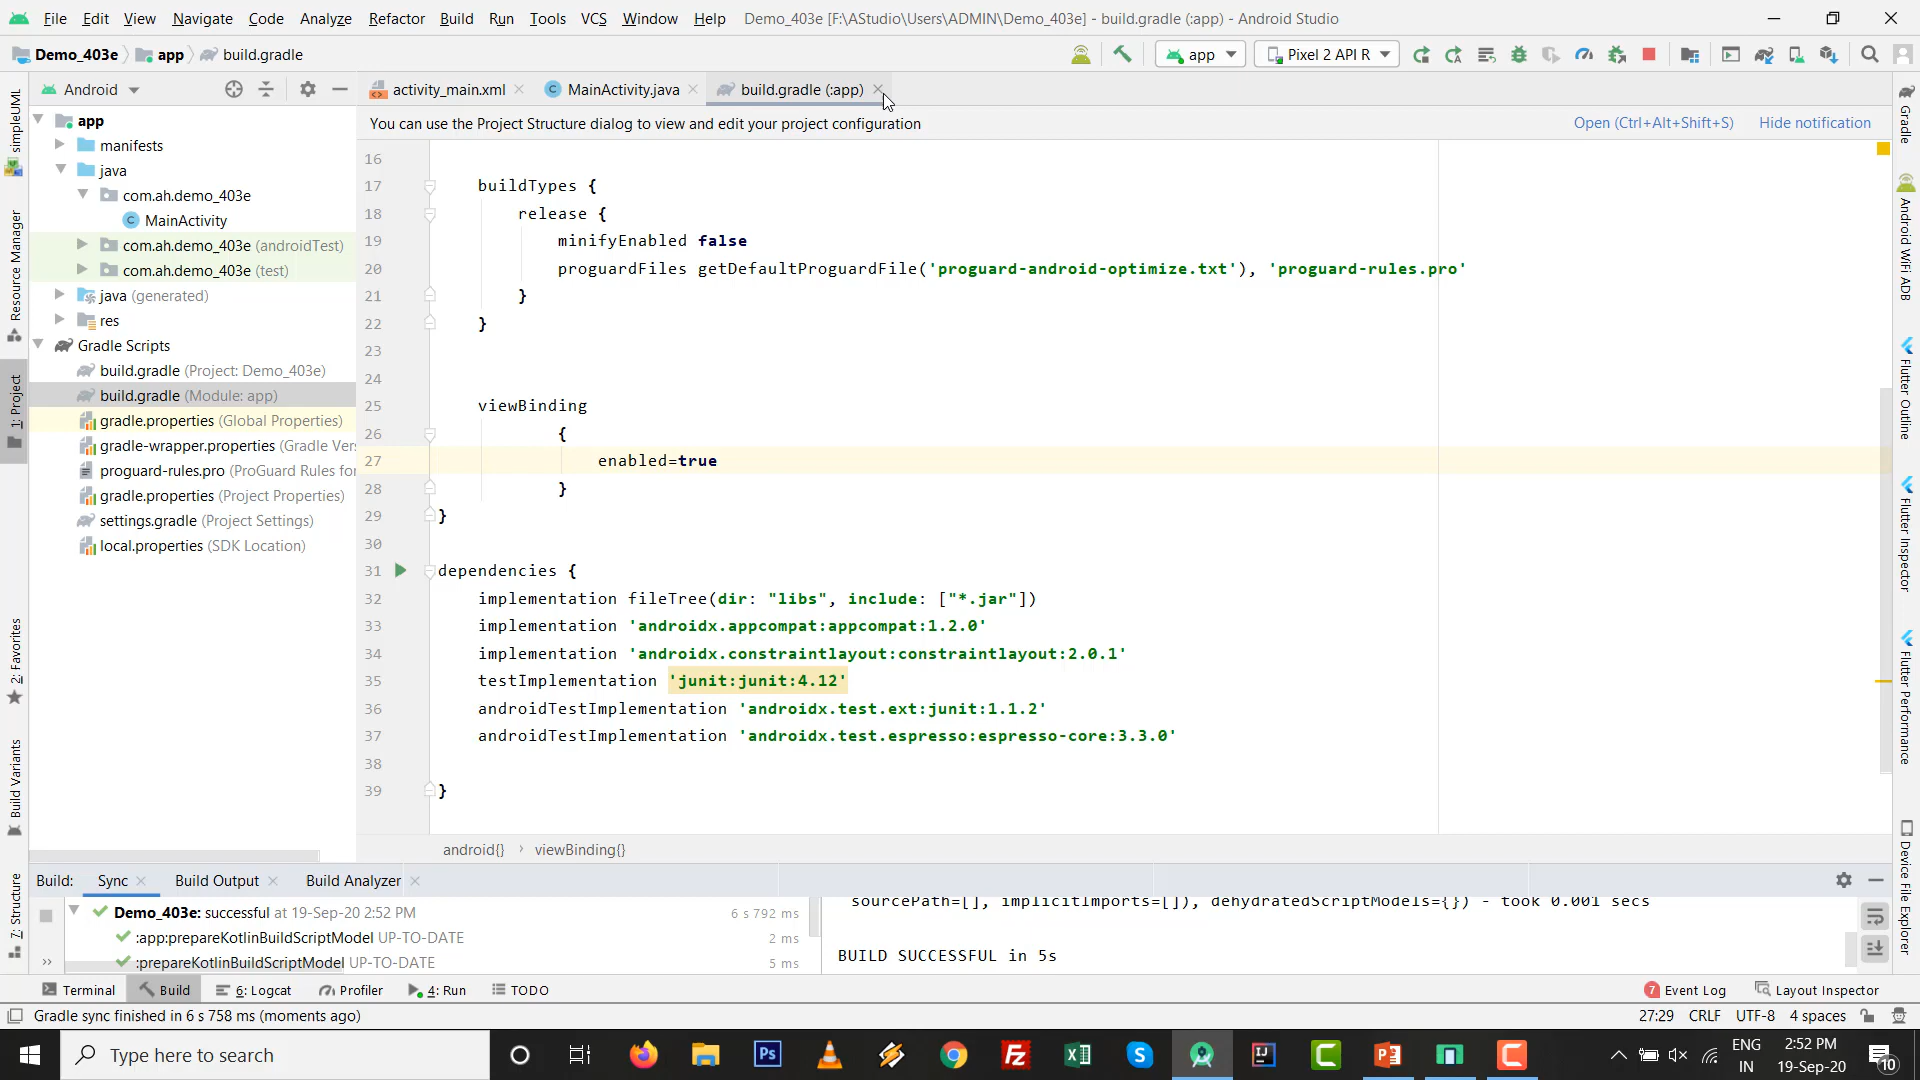 File Edit View Navigate Code Analyze Refactor Build Run Tools VCS Window Help Demo_403e [F:\AStudio\Users\ADMIN\Demo_403e] - build.gradle (:app) - Android Studio
Demo_403e app build.gradle
app Pixel 2 API R
Android
activity_main.xml MainActivity.java build.gradle (:app)
You can use the Project Structure dialog to view and edit your project configuration Open (Ctrl+Alt+Shift+S) Hide notification
simpleUML
Resource Manager
1: Project
2: Favorites
Build Variants
7: Structure
app
manifests
java
com.ah.demo_403e
MainActivity
com.ah.demo_403e (androidTest)
com.ah.demo_403e (test)
java (generated)
res
Gradle Scripts
build.gradle (Project: Demo_403e)
build.gradle (Module: app)
gradle.properties (Global Properties)
gradle-wrapper.properties (Gradle Ver
proguard-rules.pro (ProGuard Rules for
gradle.properties (Project Properties)
settings.gradle (Project Settings)
local.properties (SDK Location)
16
17 buildTypes {
18 release {
19 minifyEnabled false
20 proguardFiles getDefaultProguardFile('proguard-android-optimize.txt'), 'proguard-rules.pro'
21 }
22 }
23
24
25 viewBinding
26 {
27 enabled=true
28 }
29 }
30
31 dependencies {
32 implementation fileTree(dir: "libs", include: ["*.jar"])
33 implementation 'androidx.appcompat:appcompat:1.2.0'
34 implementation 'androidx.constraintlayout:constraintlayout:2.0.1'
35 testImplementation 'junit:junit:4.12'
36 androidTestImplementation 'androidx.test.ext:junit:1.1.2'
37 androidTestImplementation 'androidx.test.espresso:espresso-core:3.3.0'
38
39 }
android{} › viewBinding{}
Gradle
Android WiFi ADB
Flutter Outline
Flutter Inspector
Flutter Performance
Device File Explorer
Build: Sync Build Output Build Analyzer
Demo_403e: successful at 19-Sep-20 2:52 PM 6 s 792 ms
:app:prepareKotlinBuildScriptModel UP-TO-DATE 2 ms
:prepareKotlinBuildScriptModel UP-TO-DATE 5 ms
sourcePath=[], implicitImports=[]), dehydratedScriptModels={}) - took 0.001 secs
BUILD SUCCESSFUL in 5s
Terminal Build 6: Logcat Profiler 4: Run TODO 7 Event Log Layout Inspector
Gradle sync finished in 6 s 758 ms (moments ago) 27:29 CRLF UTF-8 4 spaces
Type here to search
ENG
IN
2:52 PM
19-Sep-20
10